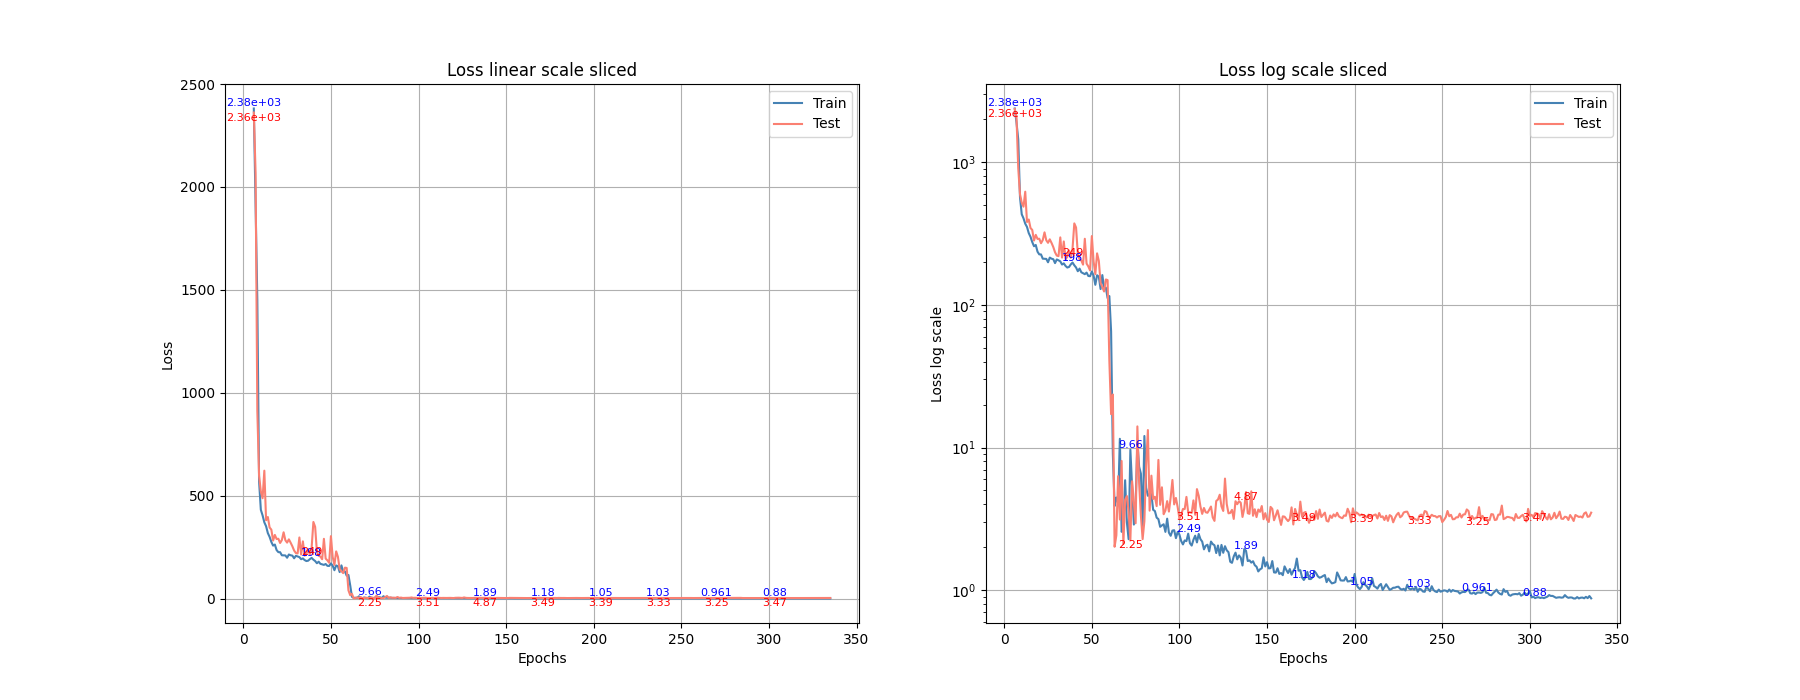 Loss linear scale sliced
2500
2000
1500
1000
500
0
Loss
0 50 100 150 200 250 300 350
Epochs
Train
Test
2.38e+03
2.36e+03
198
9.66 2.49 1.89 1.18 1.05 1.03 0.961 0.88
2.25 3.51 4.87 3.49 3.39 3.33 3.25 3.47
Loss log scale sliced
10³
10²
10¹
10⁰
Loss log scale
0 50 100 150 200 250 300 350
Epochs
Train
Test
2.38e+03
2.36e+03
198
9.66 2.49 1.89 1.18 1.05 1.03 0.961 0.88
2.25 3.51 4.87 3.49 3.39 3.33 3.25 3.47